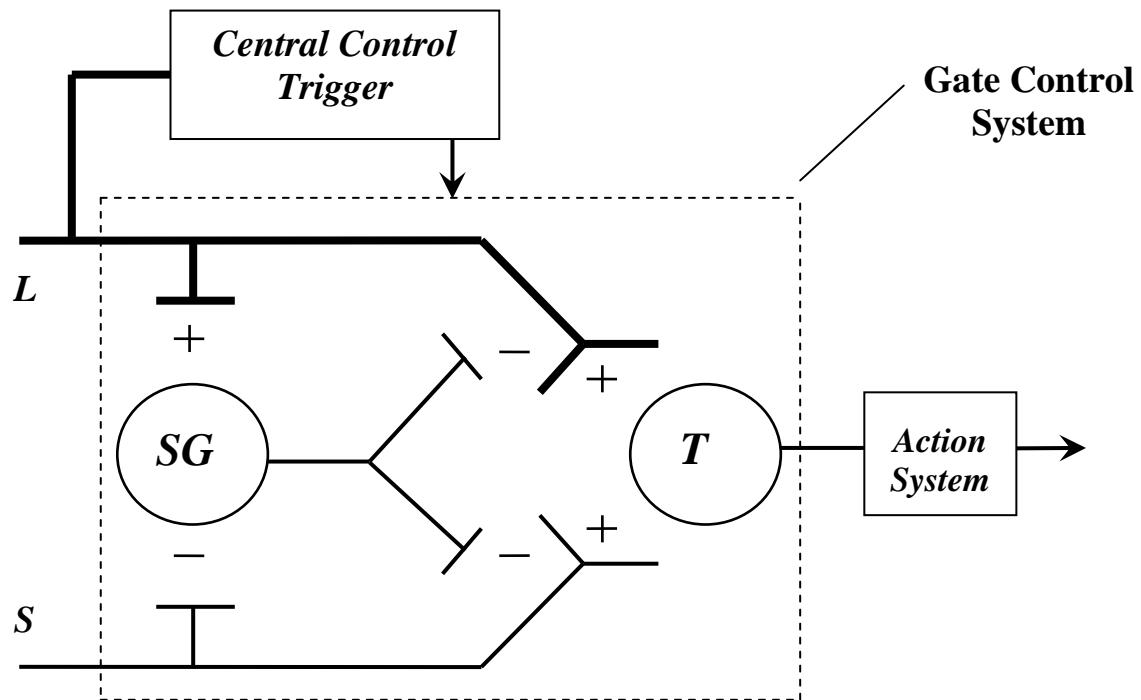 Central Control
Trigger
Gate Control
System
L
+
−
+
SG
T
Action
System
−
−
+
S